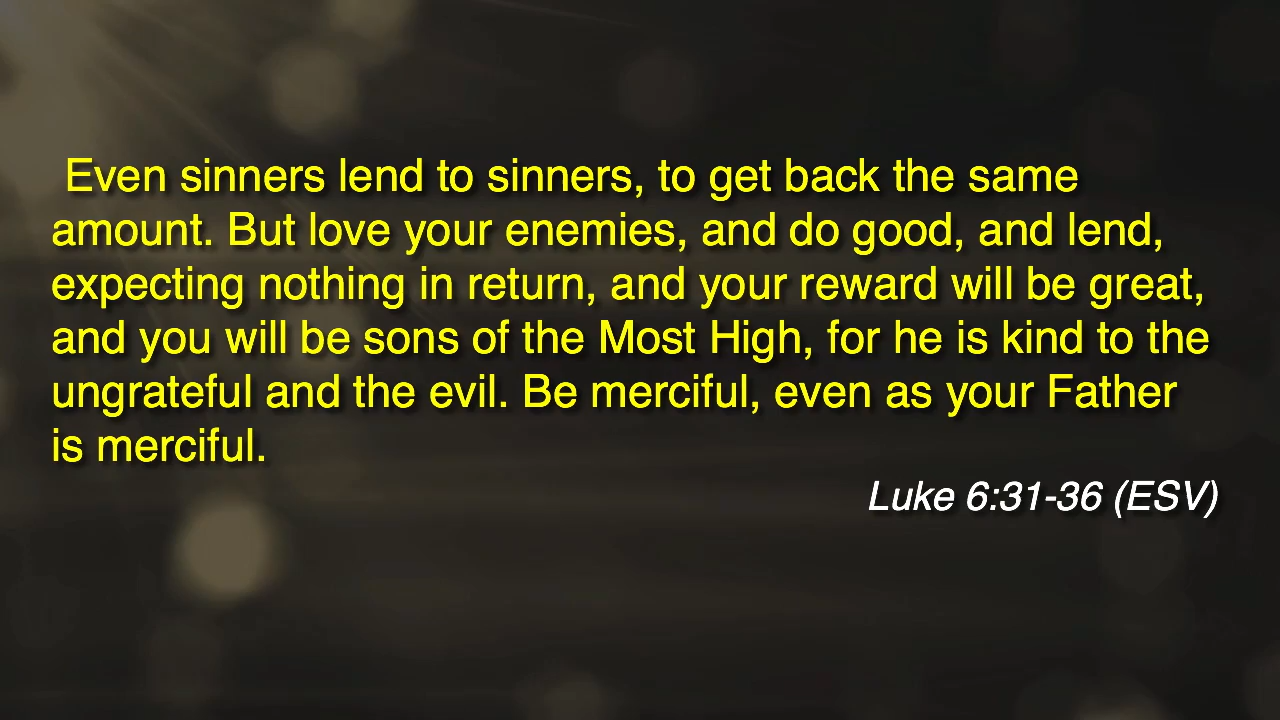 Even sinners lend to sinners, to get back the same
amount. But love your enemies, and do good, and lend,
expecting nothing in return, and your reward will be great,
and you will be sons of the Most High, for he is kind to the
ungrateful and the evil. Be merciful, even as your Father
is merciful.
Luke 6:31-36 (ESV)